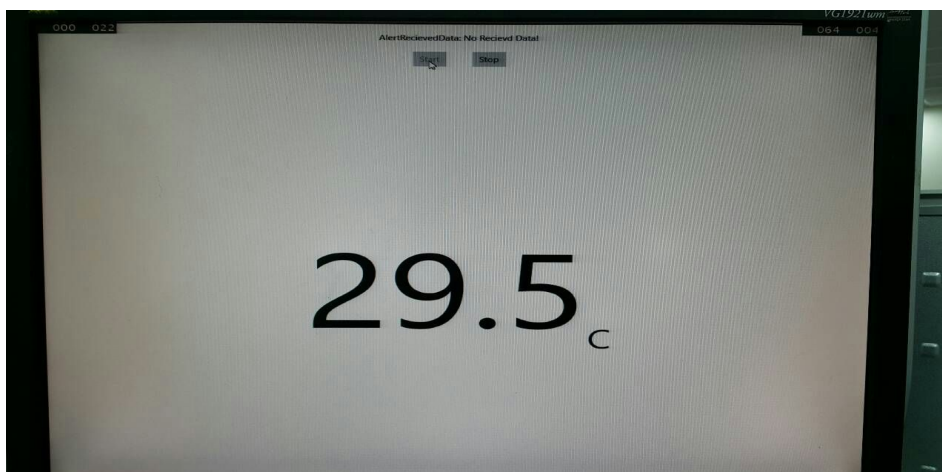 VG1921wm
000 022
064 004
AlertRecievedData: No Recievd Data!
Start Stop
29.5 C